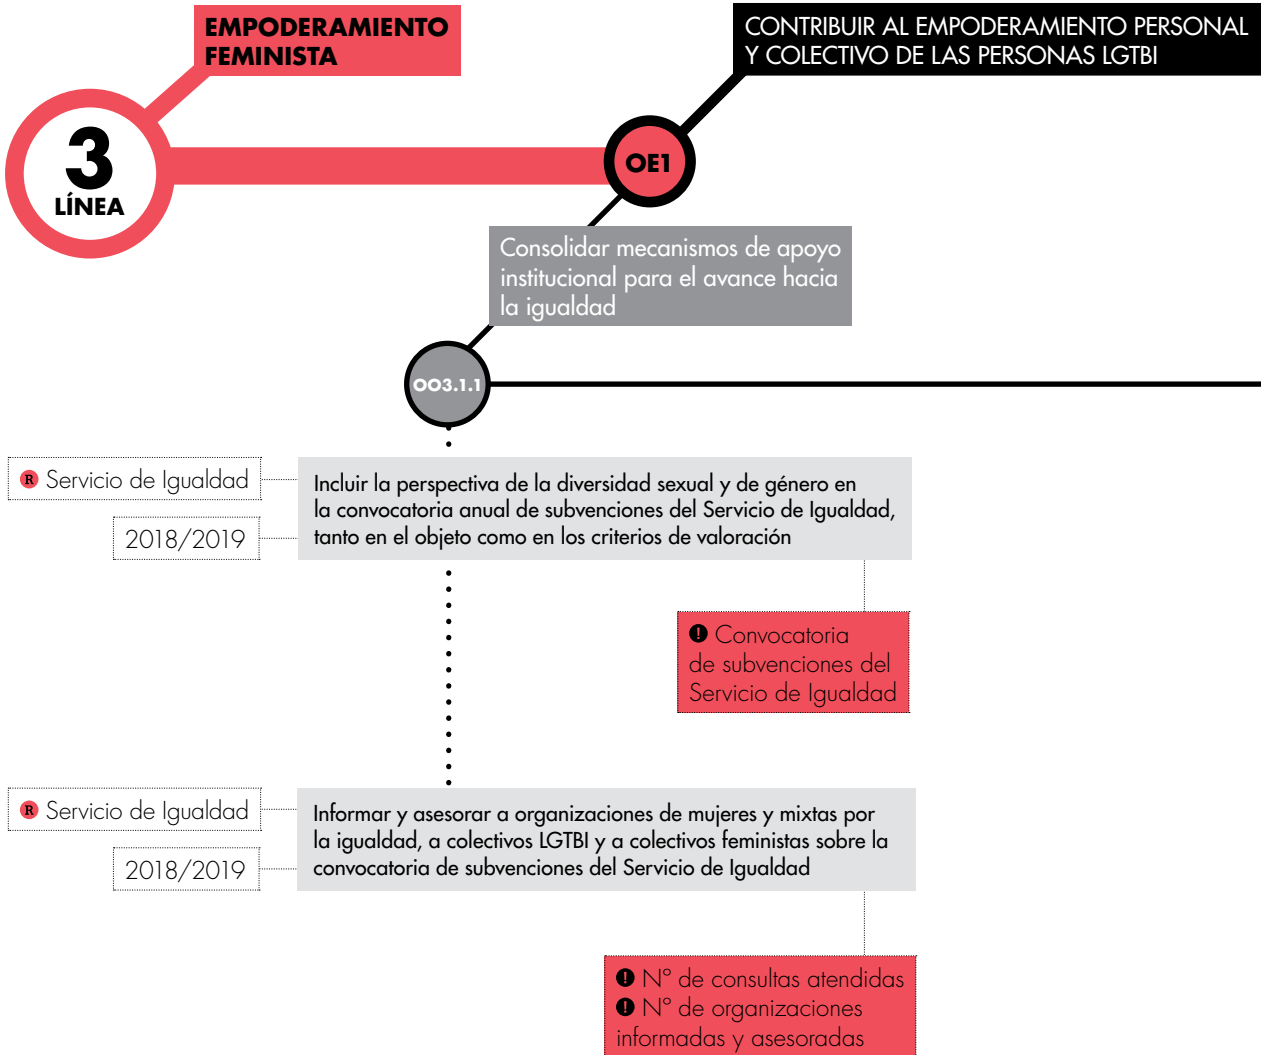 EMPODERAMIENTO
FEMINISTA
CONTRIBUIR AL EMPODERAMIENTO PERSONAL
Y COLECTIVO DE LAS PERSONAS LGTBI
3
LÍNEA
OE1
Consolidar mecanismos de apoyo
institucional para el avance hacia
la igualdad
OO3.1.1
R Servicio de Igualdad
2018/2019
Incluir la perspectiva de la diversidad sexual y de género en
la convocatoria anual de subvenciones del Servicio de Igualdad,
tanto en el objeto como en los criterios de valoración
! Convocatoria
de subvenciones del
Servicio de Igualdad
R Servicio de Igualdad
2018/2019
Informar y asesorar a organizaciones de mujeres y mixtas por
la igualdad, a colectivos LGTBI y a colectivos feministas sobre la
convocatoria de subvenciones del Servicio de Igualdad
! Nº de consultas atendidas
! Nº de organizaciones
informadas y asesoradas